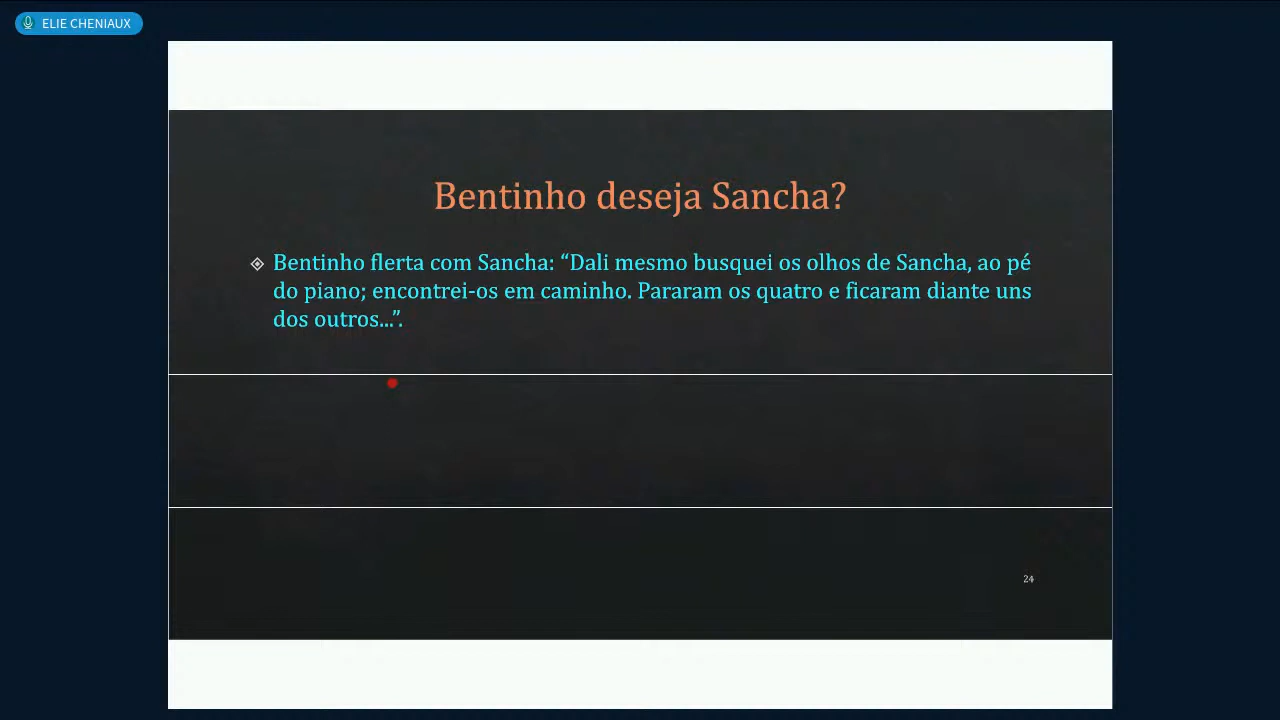 ELIE CHENIAUX
Bentinho deseja Sancha?
Bentinho flerta com Sancha: “Dali mesmo busquei os olhos de Sancha, ao pé
do piano; encontrei-os em caminho. Pararam os quatro e ficaram diante uns
dos outros...”.
24